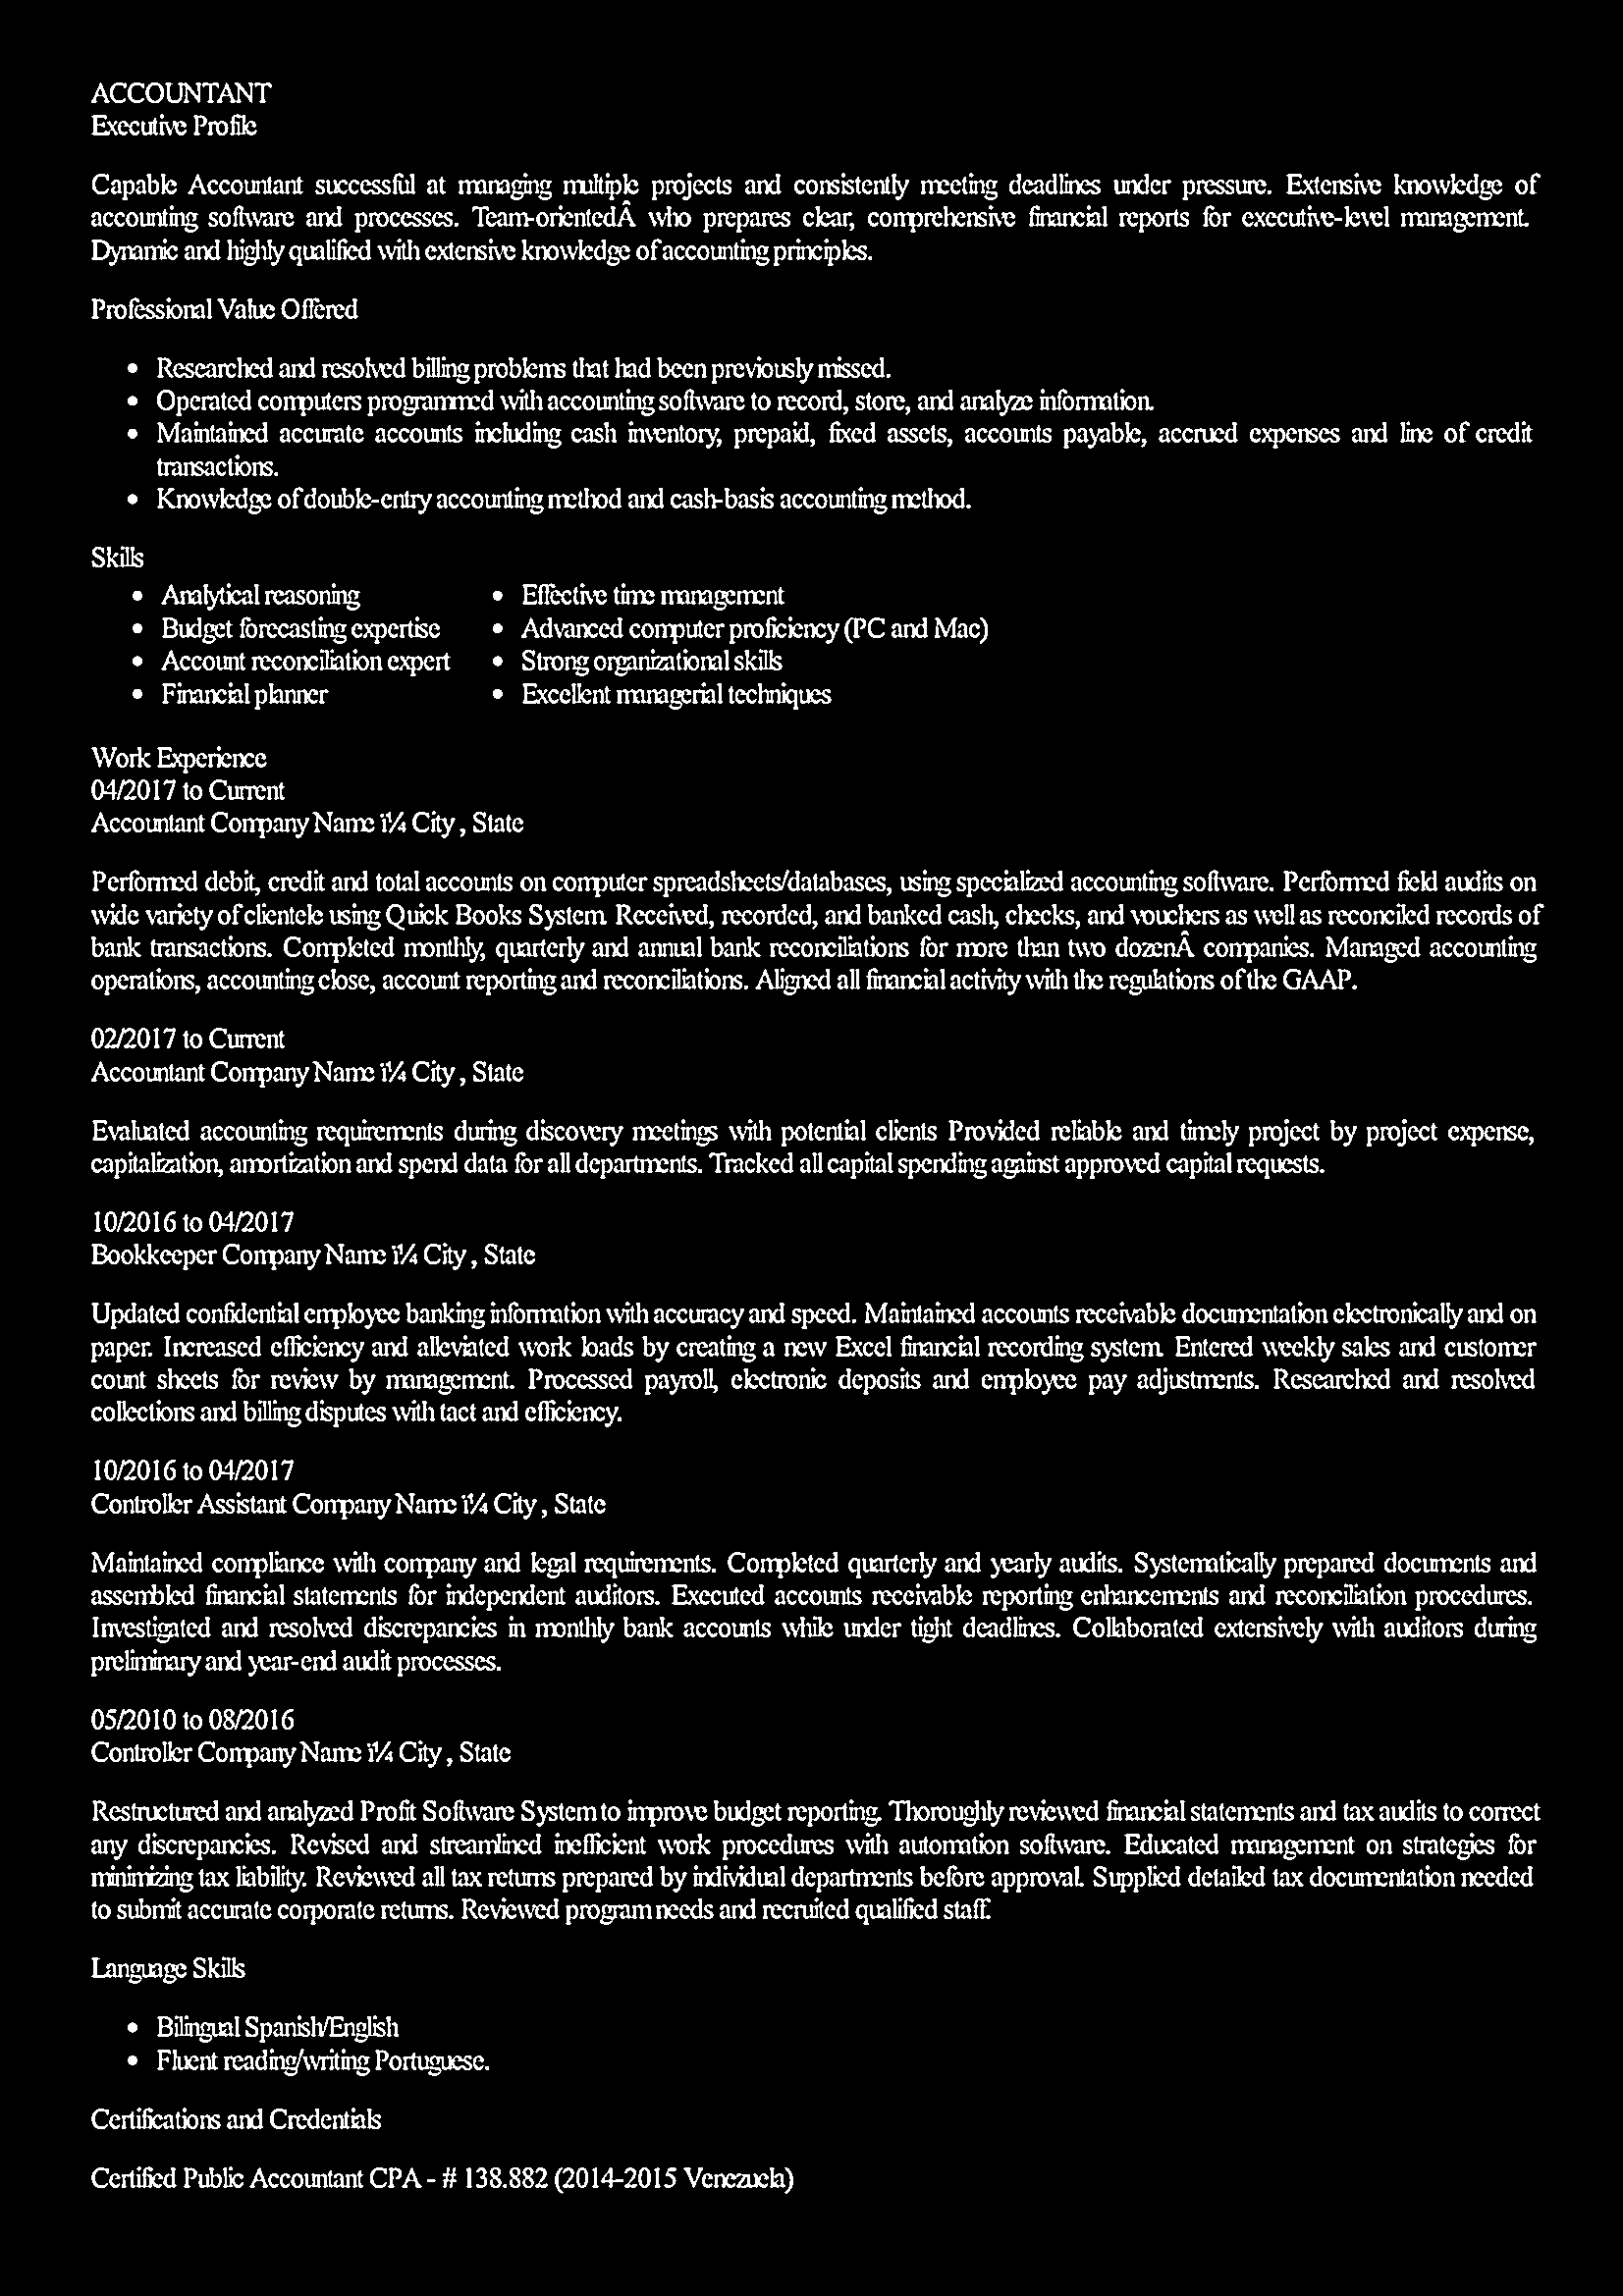 ACCOUNTANT
Executive Profile
Capable Accountant successful at managing multiple projects and consistently meeting deadlines under pressure. Extensive knowledge of
accounting software and processes. Team-orientedÂ who prepares clear, comprehensive financial reports for executive-level management.
Dynamic and highly qualified with extensive knowledge of accounting principles.
Professional Value Offered
• Researched and resolved billing problems that had been previously missed.
• Operated computers programmed with accounting software to record, store, and analyze information.
• Maintained accurate accounts including cash inventory, prepaid, fixed assets, accounts payable, accrued expenses and line of credit
transactions.
• Knowledge of double-entry accounting method and cash-basis accounting method.
Skills
• Analytical reasoning • Effective time management
• Budget forecasting expertise • Advanced computer proficiency (PC and Mac)
• Account reconciliation expert • Strong organizational skills
• Financial planner • Excellent managerial techniques
Work Experience
04/2017 to Current
Accountant Company Name ï¼ City , State
Performed debit, credit and total accounts on computer spreadsheets/databases, using specialized accounting software. Performed field audits on
wide variety of clientele using Quick Books System. Received, recorded, and banked cash, checks, and vouchers as well as reconciled records of
bank transactions. Completed monthly, quarterly and annual bank reconciliations for more than two dozenÂ companies. Managed accounting
operations, accounting close, account reporting and reconciliations. Aligned all financial activity with the regulations of the GAAP.
02/2017 to Current
Accountant Company Name ï¼ City , State
Evaluated accounting requirements during discovery meetings with potential clients Provided reliable and timely project by project expense,
capitalization, amortization and spend data for all departments. Tracked all capital spending against approved capital requests.
10/2016 to 04/2017
Bookkeeper Company Name ï¼ City , State
Updated confidential employee banking information with accuracy and speed. Maintained accounts receivable documentation electronically and on
paper. Increased efficiency and alleviated work loads by creating a new Excel financial recording system. Entered weekly sales and customer
count sheets for review by management. Processed payroll, electronic deposits and employee pay adjustments. Researched and resolved
collections and billing disputes with tact and efficiency.
10/2016 to 04/2017
Controller Assistant Company Name ï¼ City , State
Maintained compliance with company and legal requirements. Completed quarterly and yearly audits. Systematically prepared documents and
assembled financial statements for independent auditors. Executed accounts receivable reporting enhancements and reconciliation procedures.
Investigated and resolved discrepancies in monthly bank accounts while under tight deadlines. Collaborated extensively with auditors during
preliminary and year-end audit processes.
05/2010 to 08/2016
Controller Company Name ï¼ City , State
Restructured and analyzed Profit Software System to improve budget reporting. Thoroughly reviewed financial statements and tax audits to correct
any discrepancies. Revised and streamlined inefficient work procedures with automation software. Educated management on strategies for
minimizing tax liability. Reviewed all tax returns prepared by individual departments before approval. Supplied detailed tax documentation needed
to submit accurate corporate returns. Reviewed program needs and recruited qualified staff.
Language Skills
• Bilingual Spanish/English
• Fluent reading/writing Portuguese.
Certifications and Credentials
Certified Public Accountant CPA - # 138.882 (2014-2015 Venezuela)